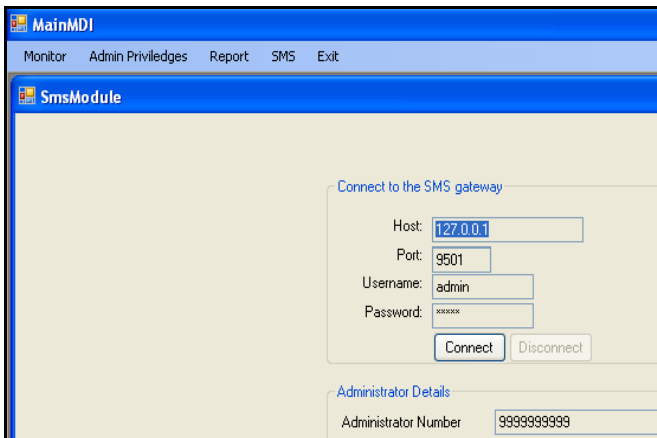 MainMDI
Monitor Admin Priviledges Report SMS Exit
SmsModule
Connect to the SMS gateway
Host: 127.0.0.1
Port: 9501
Username: admin
Password: *****
Connect Disconnect
Administrator Details
Administrator Number 9999999999